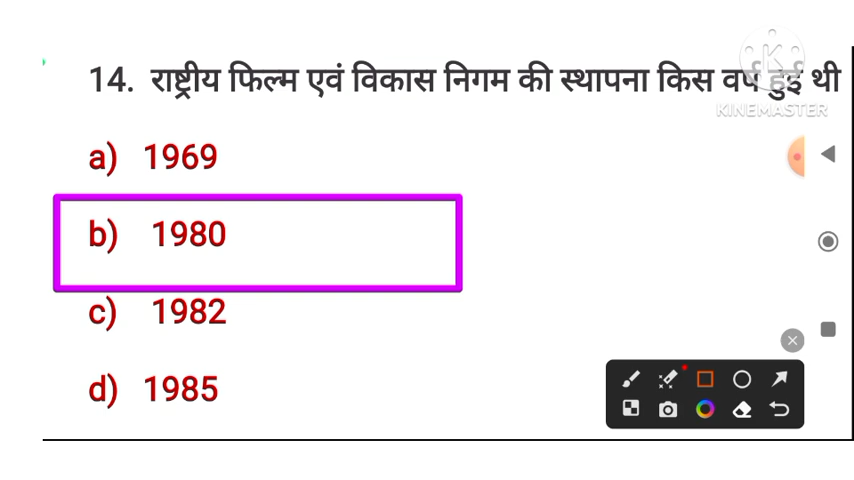 14. राष्ट्रीय फिल्म एवं विकास निगम की स्थापना किस वर्ष हुई थी
KINEMASTER
a) 1969
b) 1980
c) 1982
d) 1985